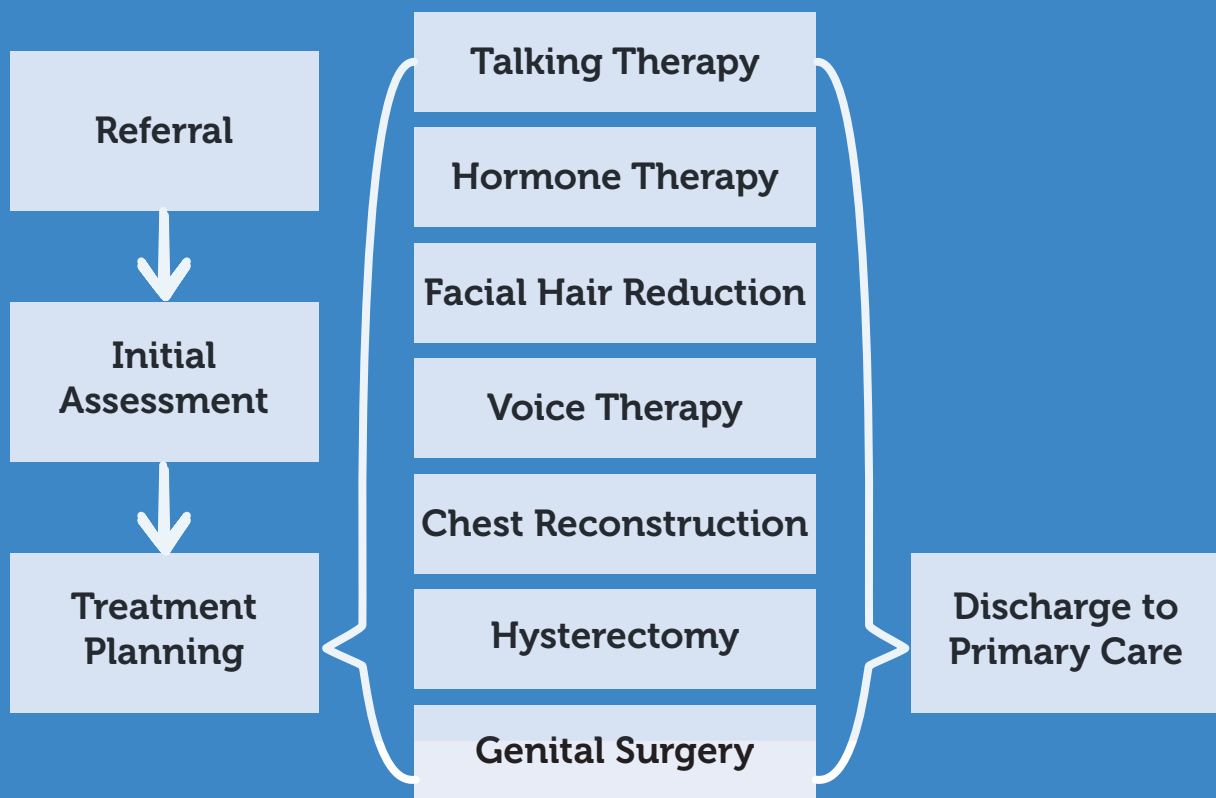 Referral
Initial
Assessment
Treatment
Planning
Talking Therapy
Hormone Therapy
Facial Hair Reduction
Voice Therapy
Chest Reconstruction
Hysterectomy
Genital Surgery
Discharge to
Primary Care